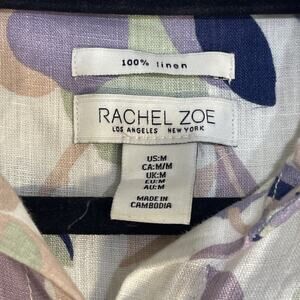 100% linen
RACHEL ZOE
LOS ANGELES NEW YORK
US:M
CA:M/M
UK:M
EU:M
AU:M
MADE IN
CAMBODIA